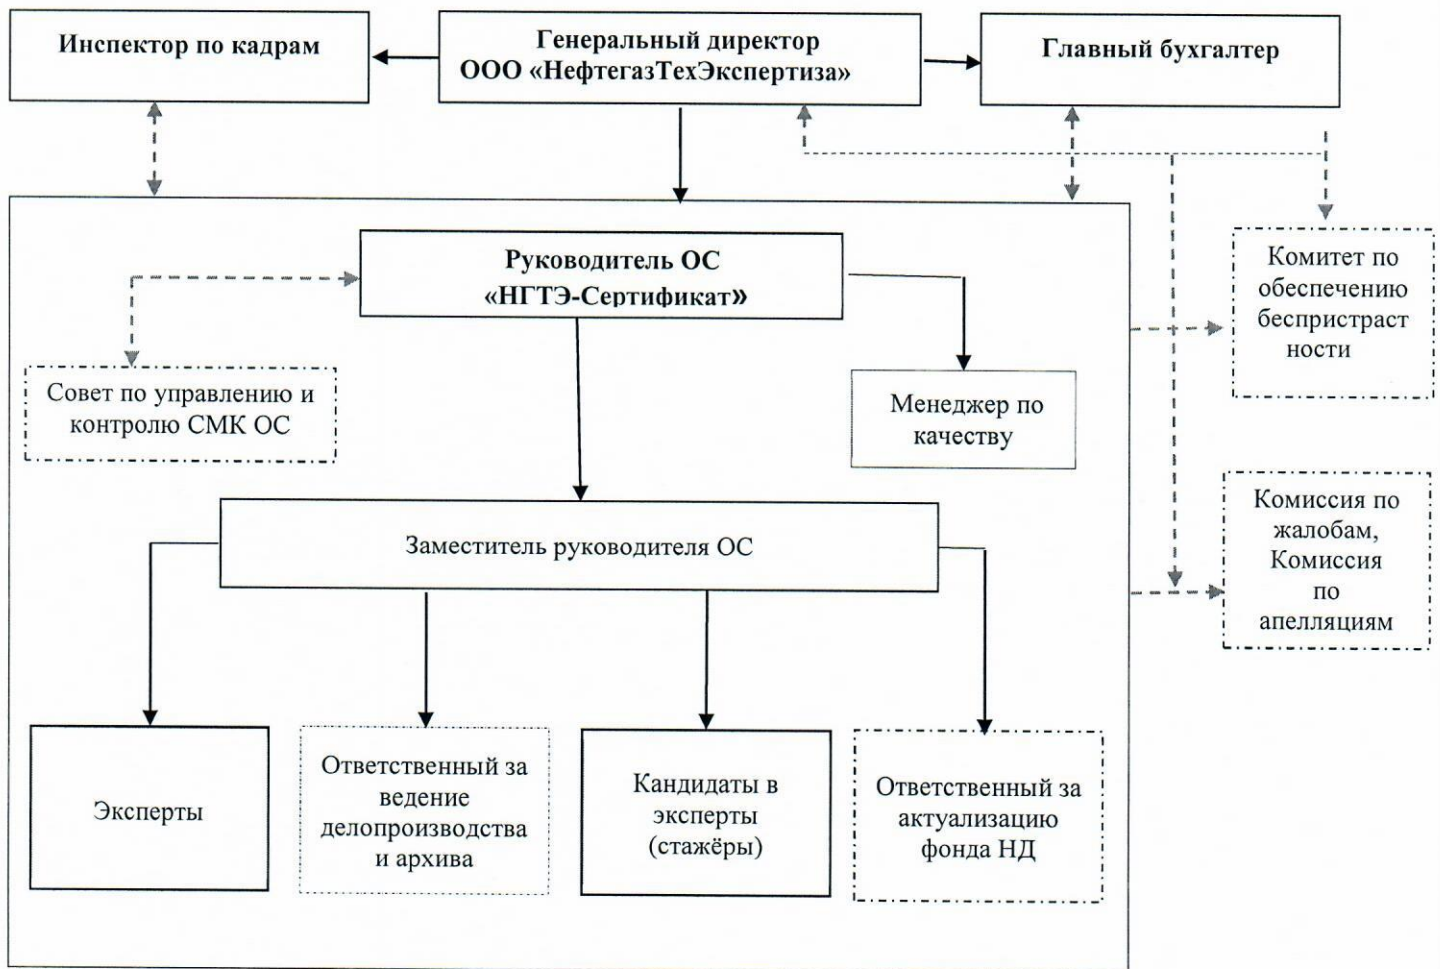 Инспектор по кадрам
Генеральный директор
ООО «НефтегазТехЭкспертиза»
Главный бухгалтер
Руководитель ОС
«НГТЭ-Сертификат»
Комитет по
обеспечению
беспристраст
ности
Совет по управлению и
контролю СМК ОС
Менеджер по
качеству
Заместитель руководителя ОС
Комиссия по
жалобам,
Комиссия
по
апелляциям
Эксперты
Ответственный за
ведение
делопроизводства
и архива
Кандидаты в
эксперты
(стажёры)
Ответственный за
актуализацию
фонда НД